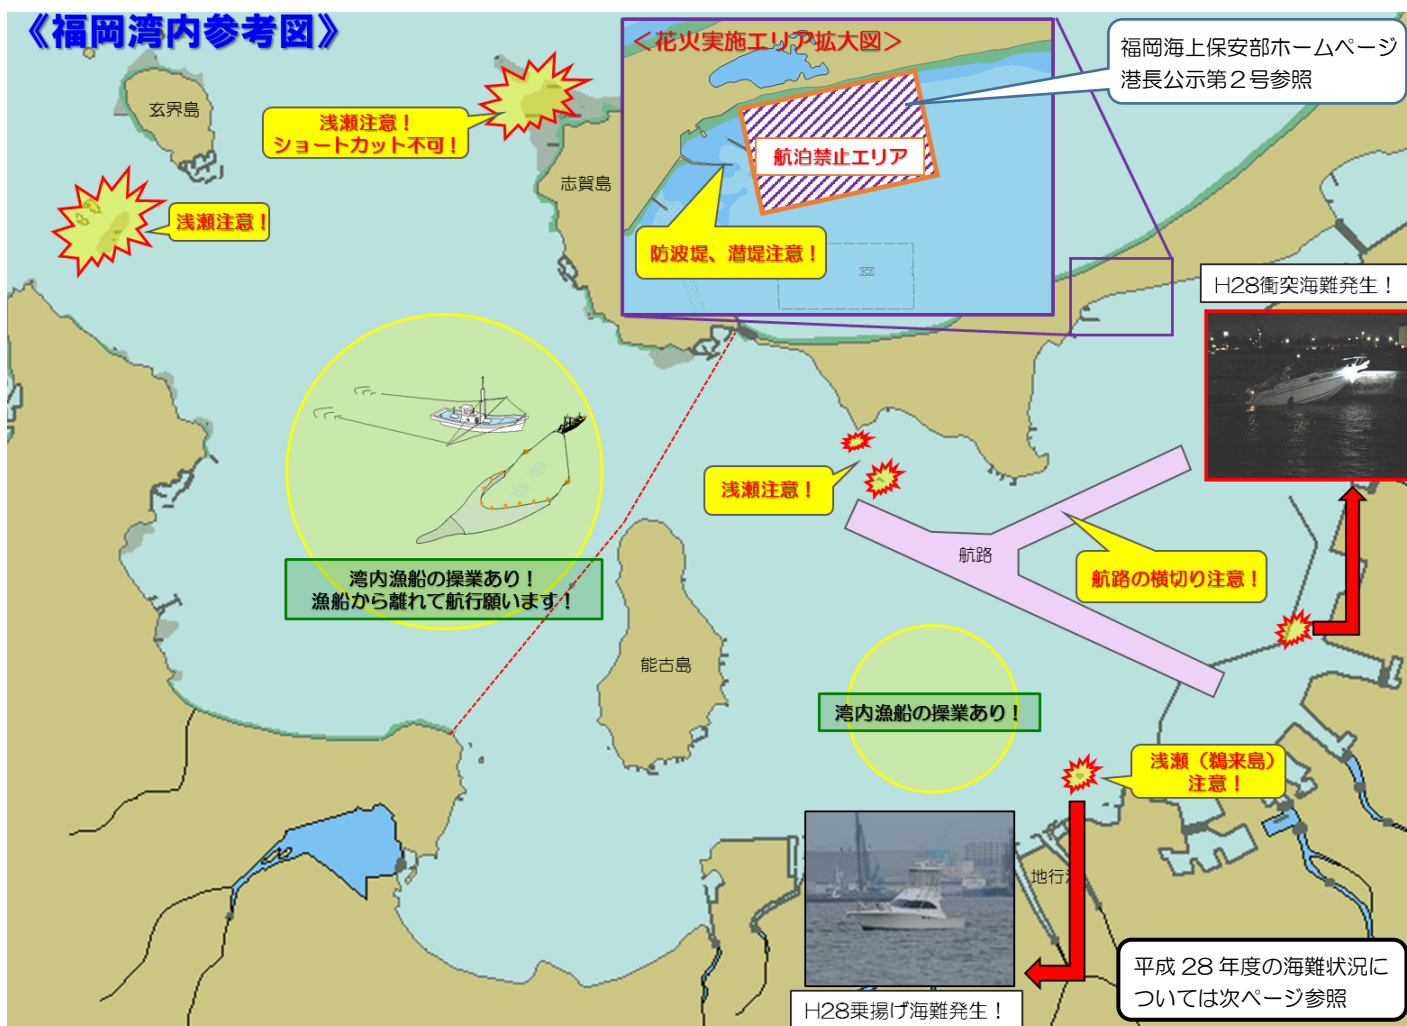 《福岡湾内参考図》
＜花火実施エリア拡大図＞
福岡海上保安部ホームページ
港長公示第２号参照
玄界島
浅瀬注意！
ショートカット不可！
志賀島
航泊禁止エリア
浅瀬注意！
防波堤、潜堤注意！
H28衝突海難発生！
浅瀬注意！
航路
航路の横切り注意！
湾内漁船の操業あり！
漁船から離れて航行願います！
能古島
湾内漁船の操業あり！
浅瀬（鵜来島）
注意！
地行
平成 28 年度の海難状況に
ついては次ページ参照
H28乗揚げ海難発生！